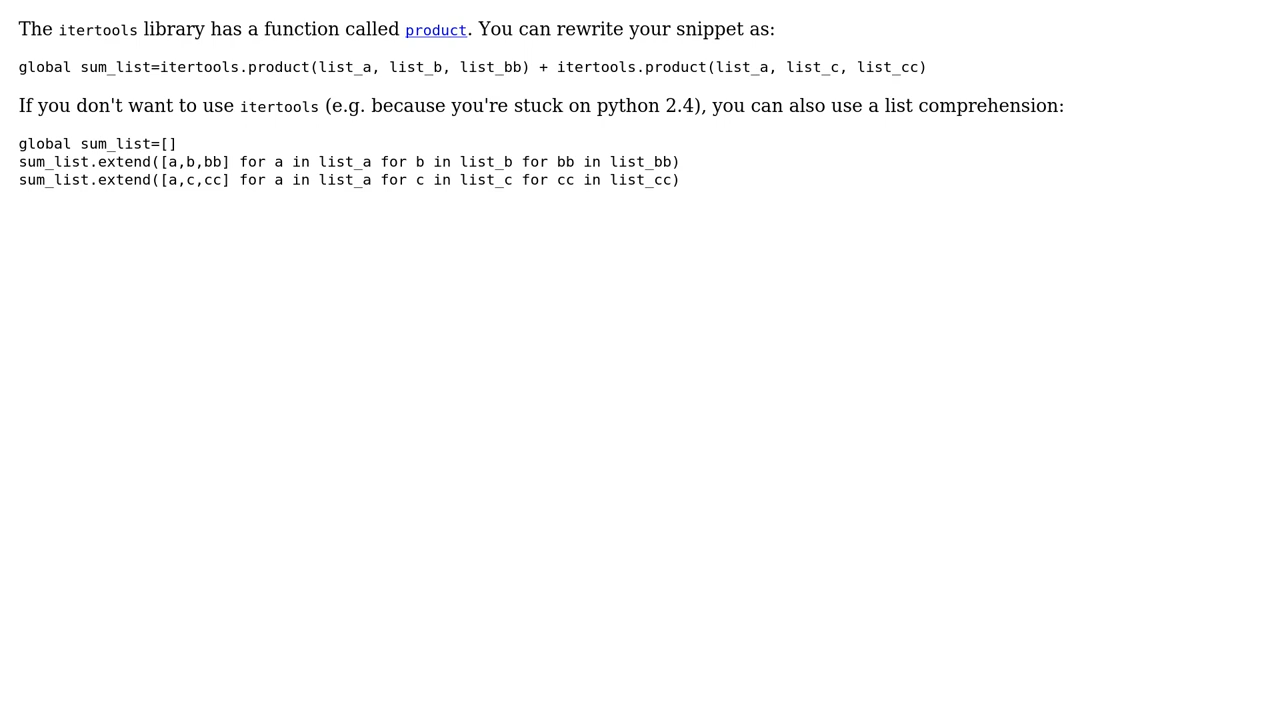 The itertools library has a function called product. You can rewrite your snippet as:
global sum_list=itertools.product(list_a, list_b, list_bb) + itertools.product(list_a, list_c, list_cc)
If you don't want to use itertools (e.g. because you're stuck on python 2.4), you can also use a list comprehension:
global sum_list=[]
sum_list.extend([a,b,bb] for a in list_a for b in list_b for bb in list_bb)
sum_list.extend([a,c,cc] for a in list_a for c in list_c for cc in list_cc)